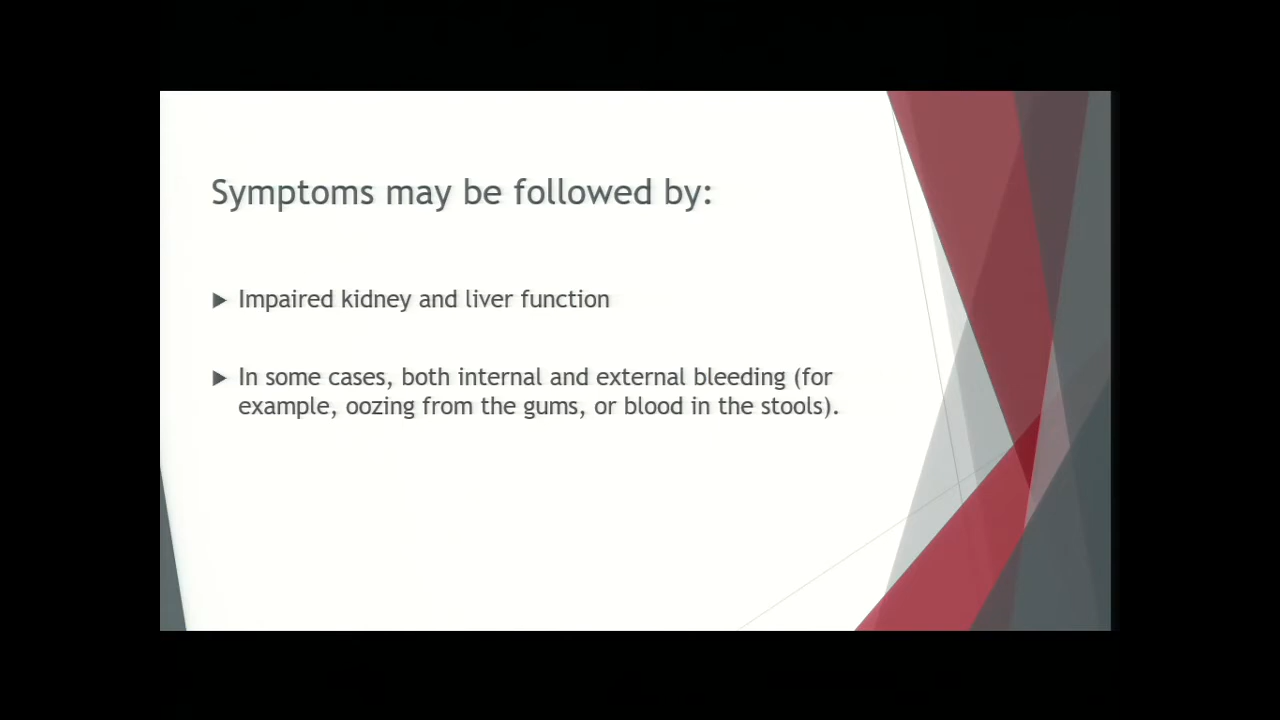 Symptoms may be followed by:
Impaired kidney and liver function
In some cases, both internal and external bleeding (for
example, oozing from the gums, or blood in the stools).